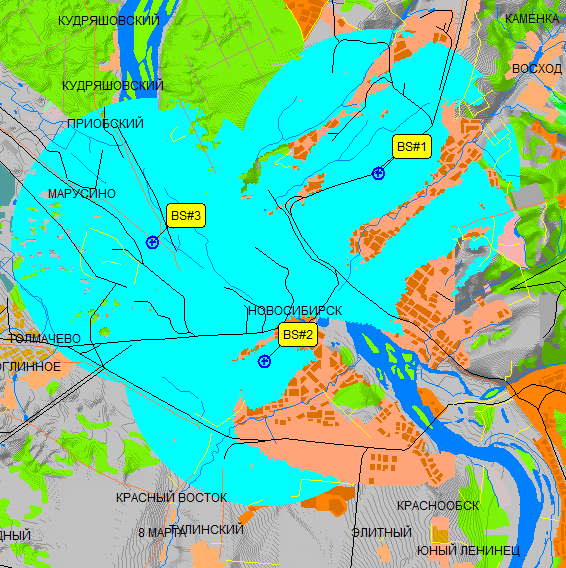 КУДРЯШОВСКИЙ
КАМЕНКА
ВОСХОД
КУДРЯШОВСКИЙ
ПРИОБСКИЙ
BS#1
МАРУСИНО
BS#3
НОВОСИБИРСК
BS#2
ТОЛМАЧЕВО
ОГЛИННОЕ
КРАСНЫЙ ВОСТОК
КРАСНООБСК
ДНЫЙ
8 МАРТА
ТУЛИНСКИЙ
ЭЛИТНЫЙ
ЮНЫЙ ЛЕНИНЕЦ